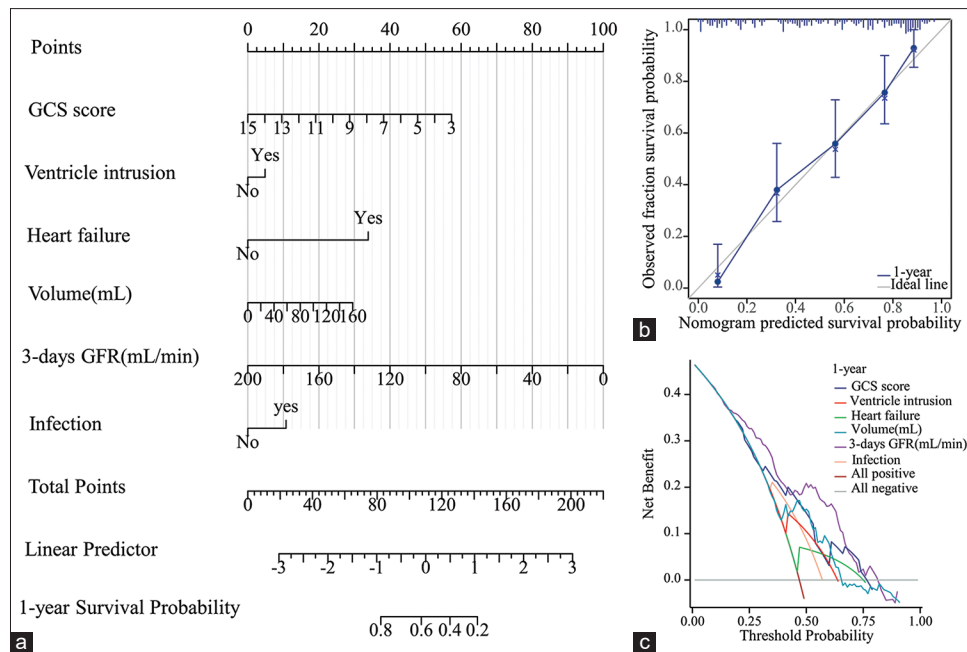 Points
0 20 40 60 80 100
GCS score
15 13 11 9 7 5 3
Ventricle intrusion
Yes
No
Heart failure
Yes
No
Volume(mL)
0 40 80 120 160
3-days GFR(mL/min)
200 160 120 80 40 0
Infection
yes
No
Total Points
0 40 80 120 160 200
Linear Predictor
-3 -2 -1 0 1 2 3
1-year Survival Probability
0.8 0.6 0.4 0.2
a
Observed fraction survival probability
1.0
0.8
0.6
0.4
0.2
0.0
1-year
Ideal line
0.0 0.2 0.4 0.6 0.8 1.0
Nomogram predicted survival probability
b
Net Benefit
0.4
0.3
0.2
0.1
0.0
1-year
GCS score
Ventricle intrusion
Heart failure
Volume(mL)
3-days GFR(mL/min)
Infection
All positive
All negative
0.00 0.25 0.50 0.75 1.00
Threshold Probability
c